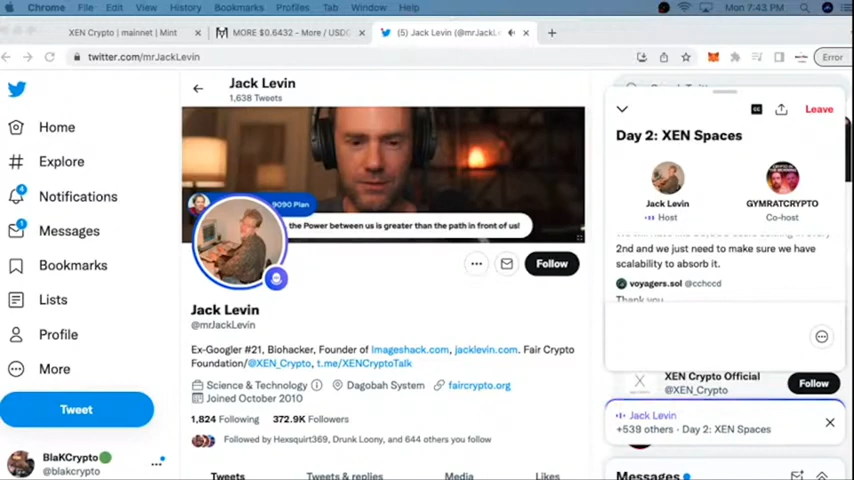 Chrome File Edit View History Bookmarks Profiles Tab Window Help
Mon 7:43 PM
XEN Crypto | mainnet | Mint
MORE $0.6432 - More / USDC
(5) Jack Levin (@mrJackLe
twitter.com/mrJackLevin
Error
Jack Levin
1,638 Tweets
9090 Plan
the Power between us is greater than the path in front of us!
Home
Explore
4
Notifications
1
Messages
Bookmarks
Lists
Profile
More
Tweet
BlaKCrypto
@blakcrypto
Follow
Jack Levin
@mrJackLevin
Ex-Googler #21, Biohacker, Founder of Imageshack.com, jacklevin.com. Fair Crypto
Foundation/@XEN_Crypto, t.me/XENCryptoTalk
Science & Technology Dagobah System faircrypto.org
Joined October 2010
1,824 Following 372.9K Followers
Followed by Hexsquirt369, Drunk Loony, and 644 others you follow
Tweets Tweets & replies Media Likes
Leave
Day 2: XEN Spaces
Jack Levin
Host
GYMRATCRYPTO
Co-host
2nd and we just need to make sure we have
scalability to absorb it.
voyagers.sol @cchccd
Thank you
XEN Crypto Official
@XEN_Crypto
Follow
Jack Levin
+539 others · Day 2: XEN Spaces
Messages